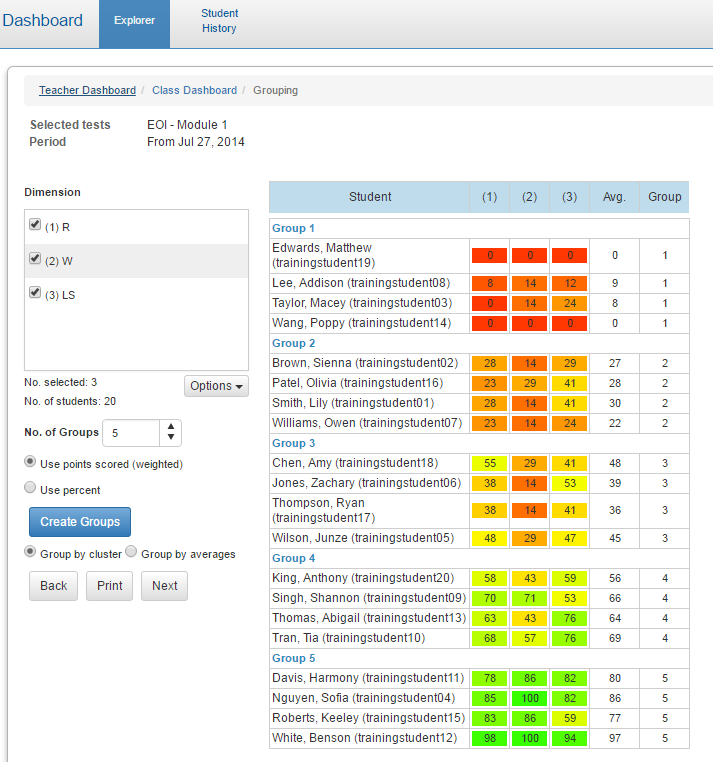 Dashboard
Explorer
Student
History
Teacher Dashboard / Class Dashboard / Grouping
Selected tests EOI - Module 1
Period From Jul 27, 2014
Dimension
(1) R
(2) W
(3) LS
No. selected: 3
Options
No. of students: 20
No. of Groups 5
Use points scored (weighted)
Use percent
Create Groups
Group by cluster Group by averages
Back Print Next
Student (1) (2) (3) Avg. Group
Group 1
Edwards, Matthew
(trainingstudent19) 0 0 0 0 1
Lee, Addison (trainingstudent08) 8 14 12 9 1
Taylor, Macey (trainingstudent03) 0 14 24 8 1
Wang, Poppy (trainingstudent14) 0 0 0 0 1
Group 2
Brown, Sienna (trainingstudent02) 28 14 29 27 2
Patel, Olivia (trainingstudent16) 23 29 41 28 2
Smith, Lily (trainingstudent01) 28 14 41 30 2
Williams, Owen (trainingstudent07) 23 14 24 22 2
Group 3
Chen, Amy (trainingstudent18) 55 29 41 48 3
Jones, Zachary (trainingstudent06) 38 14 53 39 3
Thompson, Ryan
(trainingstudent17) 38 14 41 36 3
Wilson, Junze (trainingstudent05) 48 29 47 45 3
Group 4
King, Anthony (trainingstudent20) 58 43 59 56 4
Singh, Shannon (trainingstudent09) 70 71 53 66 4
Thomas, Abigail (trainingstudent13) 63 43 76 64 4
Tran, Tia (trainingstudent10) 68 57 76 69 4
Group 5
Davis, Harmony (trainingstudent11) 78 86 82 80 5
Nguyen, Sofia (trainingstudent04) 85 100 82 86 5
Roberts, Keeley (trainingstudent15) 83 86 59 77 5
White, Benson (trainingstudent12) 98 100 94 97 5